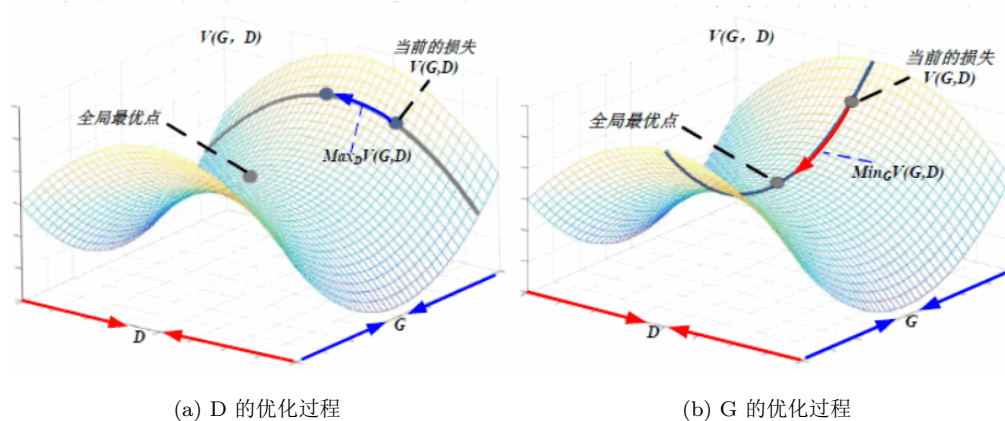 V(G, D)
当前的损失
V(G,D)
全局最优点
Max_D V(G,D)
D
G
(a) D 的优化过程
V(G, D)
当前的损失
V(G,D)
全局最优点
Min_G V(G,D)
D
G
(b) G 的优化过程